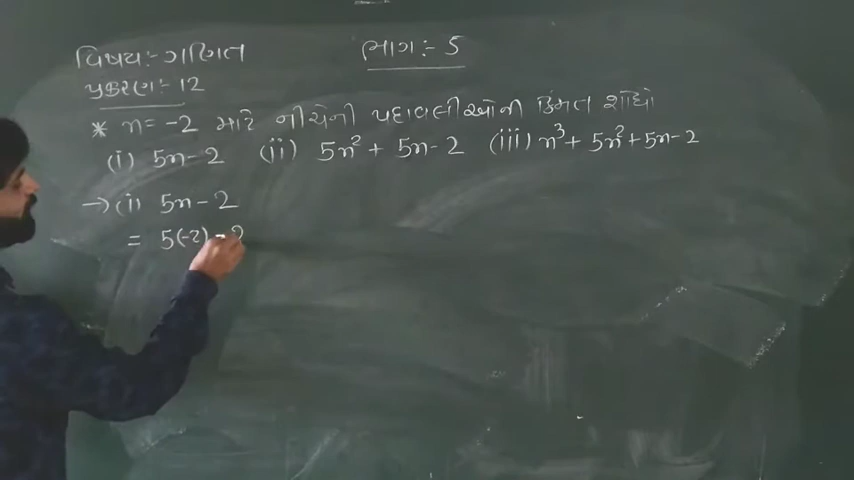 વિષય:- ગણિત
ભાગ:- 5
પ્રકરણ:- 12
* n = -2 માટે નીચેની પદાવલીઓની કિંમત શોધો
(i) 5n - 2 (ii) 5n² + 5n - 2 (iii) n³ + 5n² + 5n - 2
→ (i) 5n - 2
= 5(-2) - 2